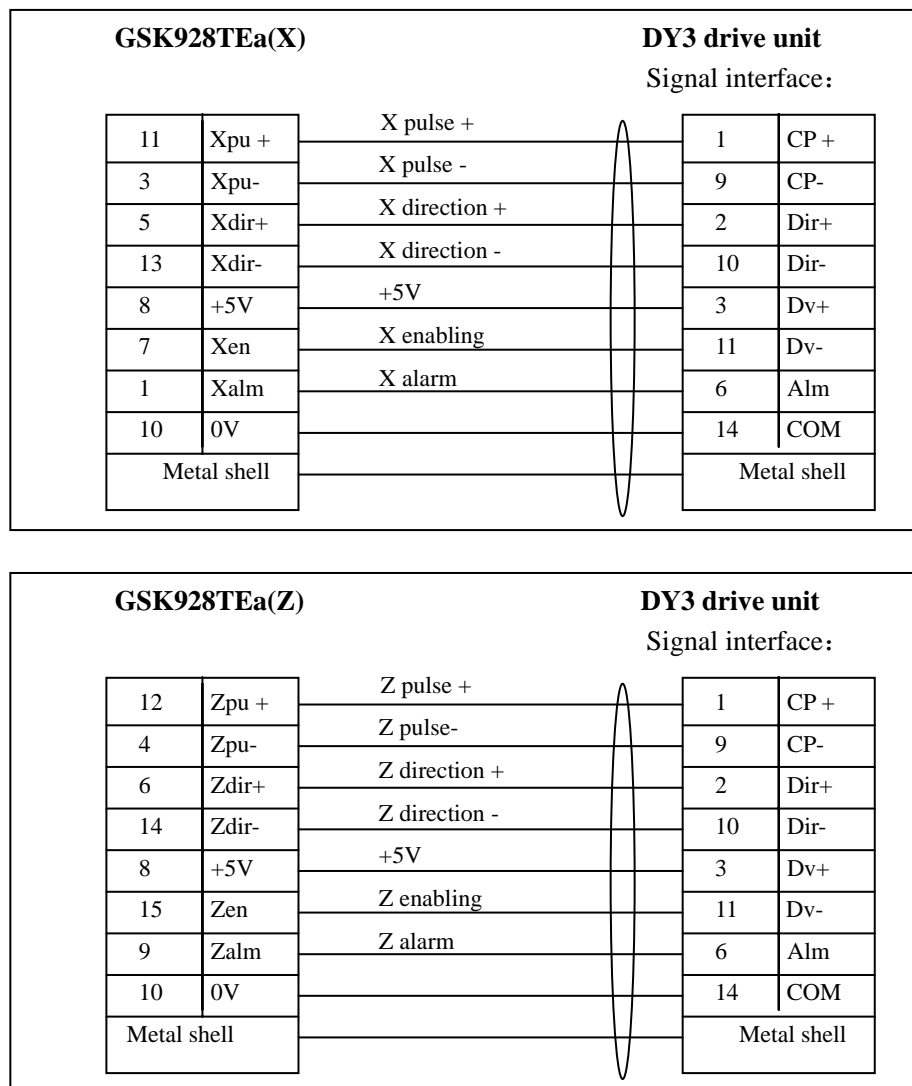 GSK928TEa(X) DY3 drive unit
Signal interface：
11 Xpu + X pulse + 1 CP +
3 Xpu- X pulse - 9 CP-
5 Xdir+ X direction + 2 Dir+
13 Xdir- X direction - 10 Dir-
8 +5V +5V 3 Dv+
7 Xen X enabling 11 Dv-
1 Xalm X alarm 6 Alm
10 0V 14 COM
Metal shell Metal shell
GSK928TEa(Z) DY3 drive unit
Signal interface：
12 Zpu + Z pulse + 1 CP +
4 Zpu- Z pulse- 9 CP-
6 Zdir+ Z direction + 2 Dir+
14 Zdir- Z direction - 10 Dir-
8 +5V +5V 3 Dv+
15 Zen Z enabling 11 Dv-
9 Zalm Z alarm 6 Alm
10 0V 14 COM
Metal shell Metal shell